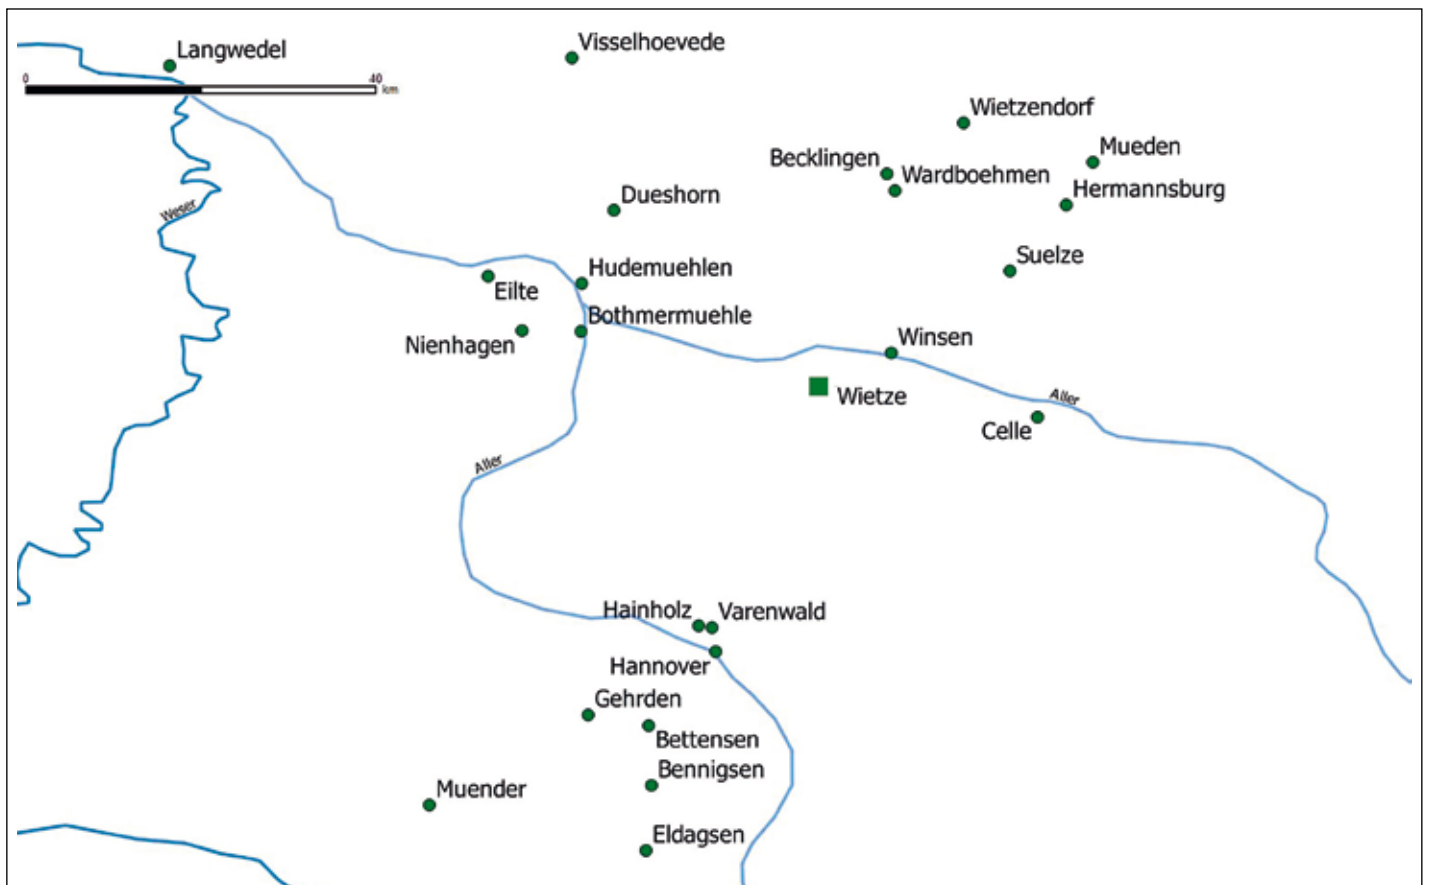 Langwedel
Visselhoevede
0 40
km
Wietzendorf
Mueden
Becklingen
Wardboehmen
Hermannsburg
Dueshorn
Weser
Suelze
Hudemuehlen
Eilte
Bothmermuehle
Nienhagen
Winsen
Wietze
Aller
Celle
Aller
Hainholz
Varenwald
Hannover
Gehrden
Bettensen
Bennigsen
Muender
Eldagsen